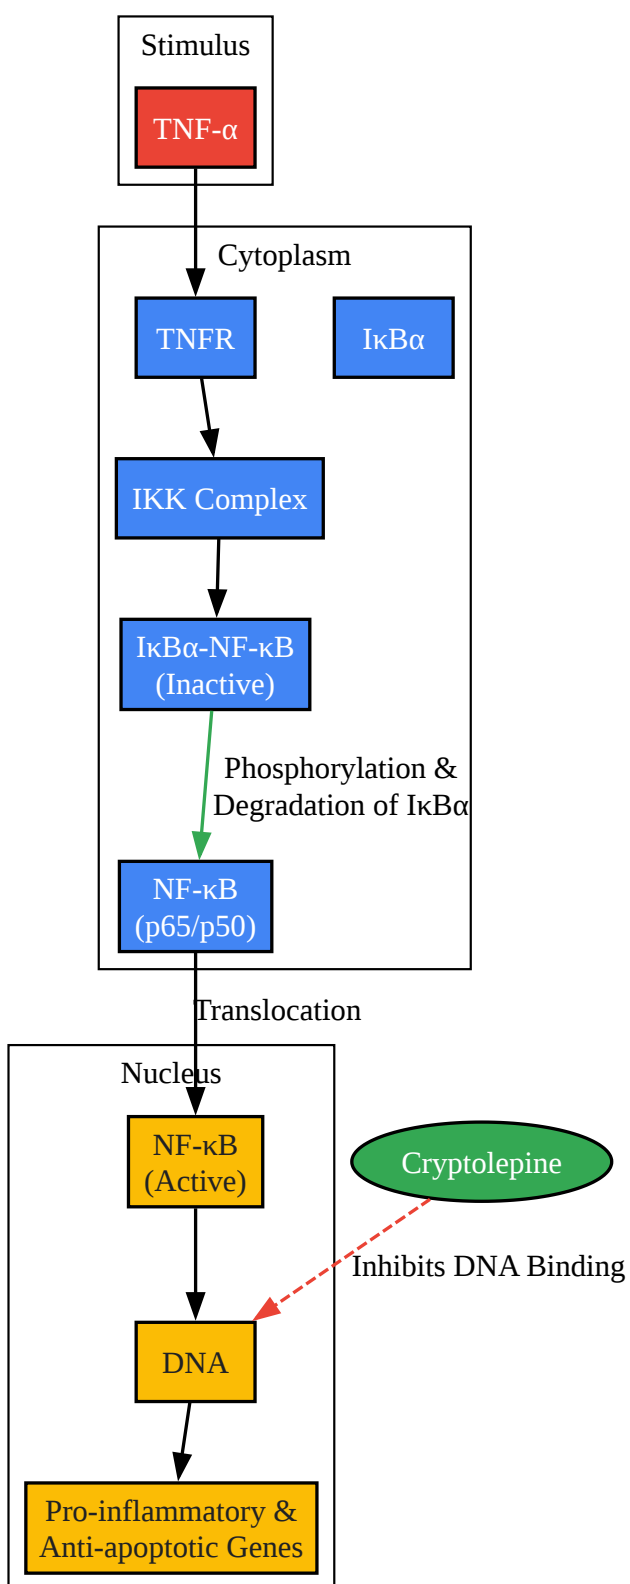 Stimulus
TNF-α
Cytoplasm
TNFR
IκBα
IKK Complex
IκBα-NF-κB
(Inactive)
Phosphorylation &
Degradation of IκBα
NF-κB
(p65/p50)
Translocation
Nucleus
NF-κB
(Active)
Cryptolepine
Inhibits DNA Binding
DNA
Pro-inflammatory &
Anti-apoptotic Genes